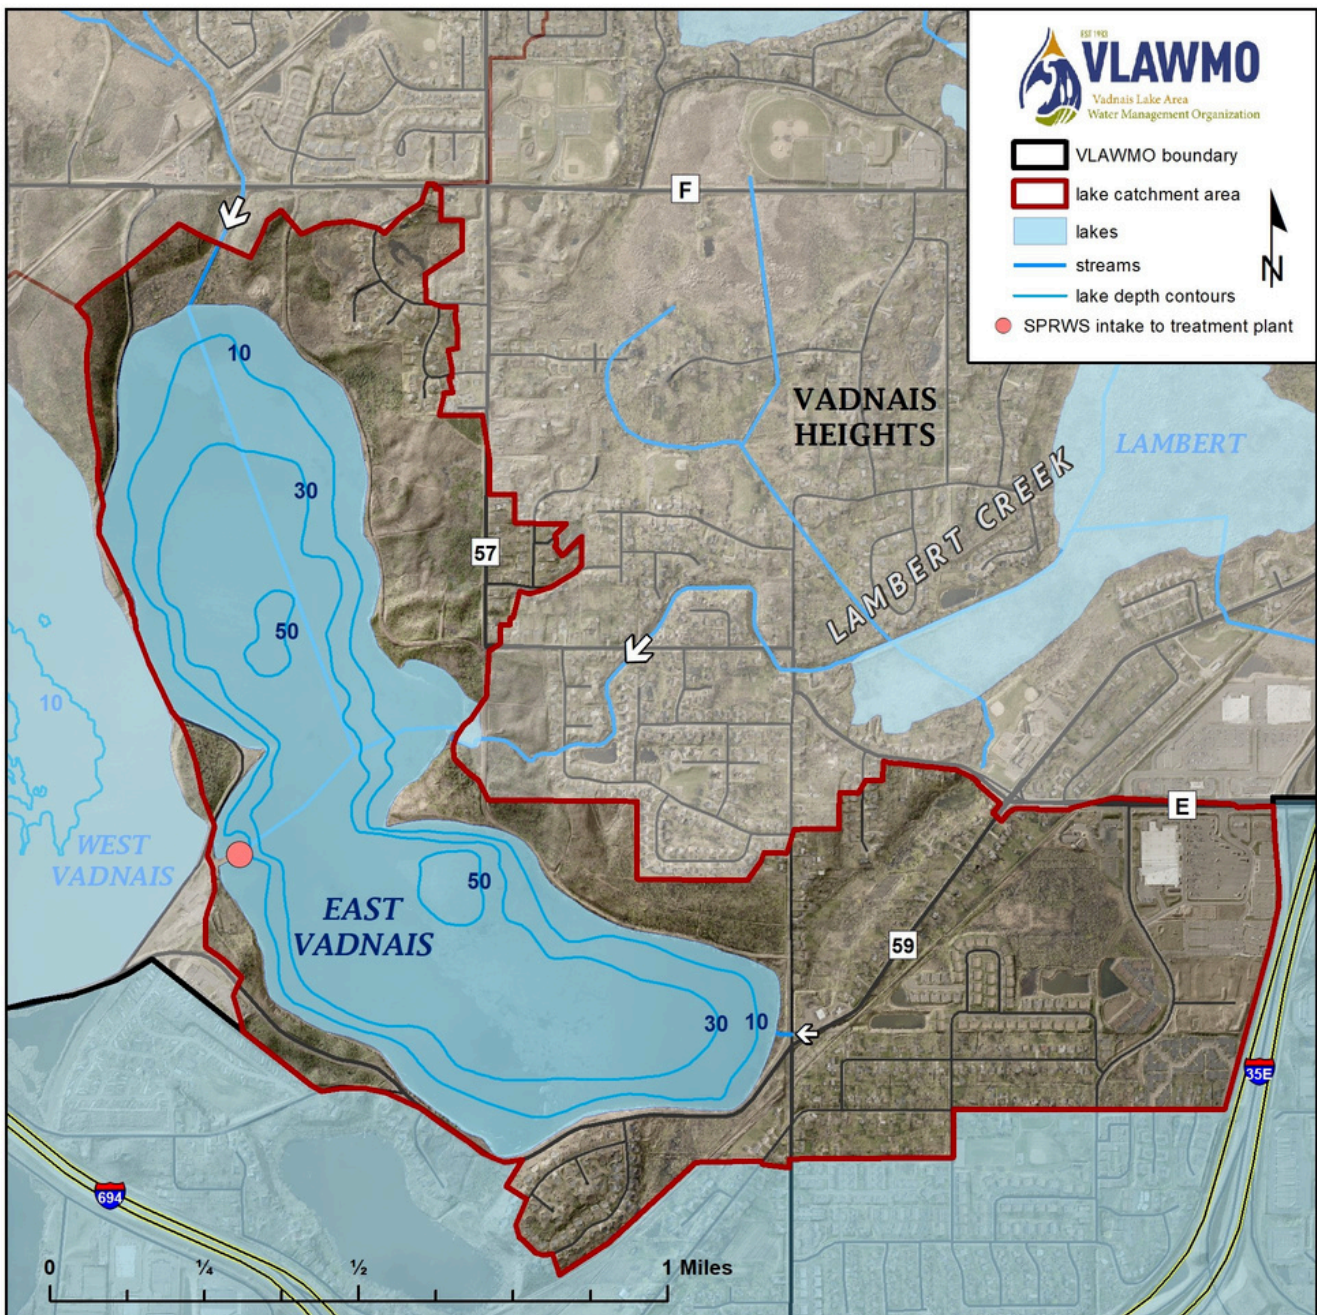 EST 1983
VLAWMO
Vadnais Lake Area
Water Management Organization
VLAWMO boundary
lake catchment area
lakes
streams
lake depth contours
SPRWS intake to treatment plant
N
F
10
VADNAIS
HEIGHTS
LAMBERT
30
LAMBERT CREEK
57
50
10
E
WEST
VADNAIS
50
EAST
VADNAIS
59
30
10
35E
694
0
¼
½
1 Miles